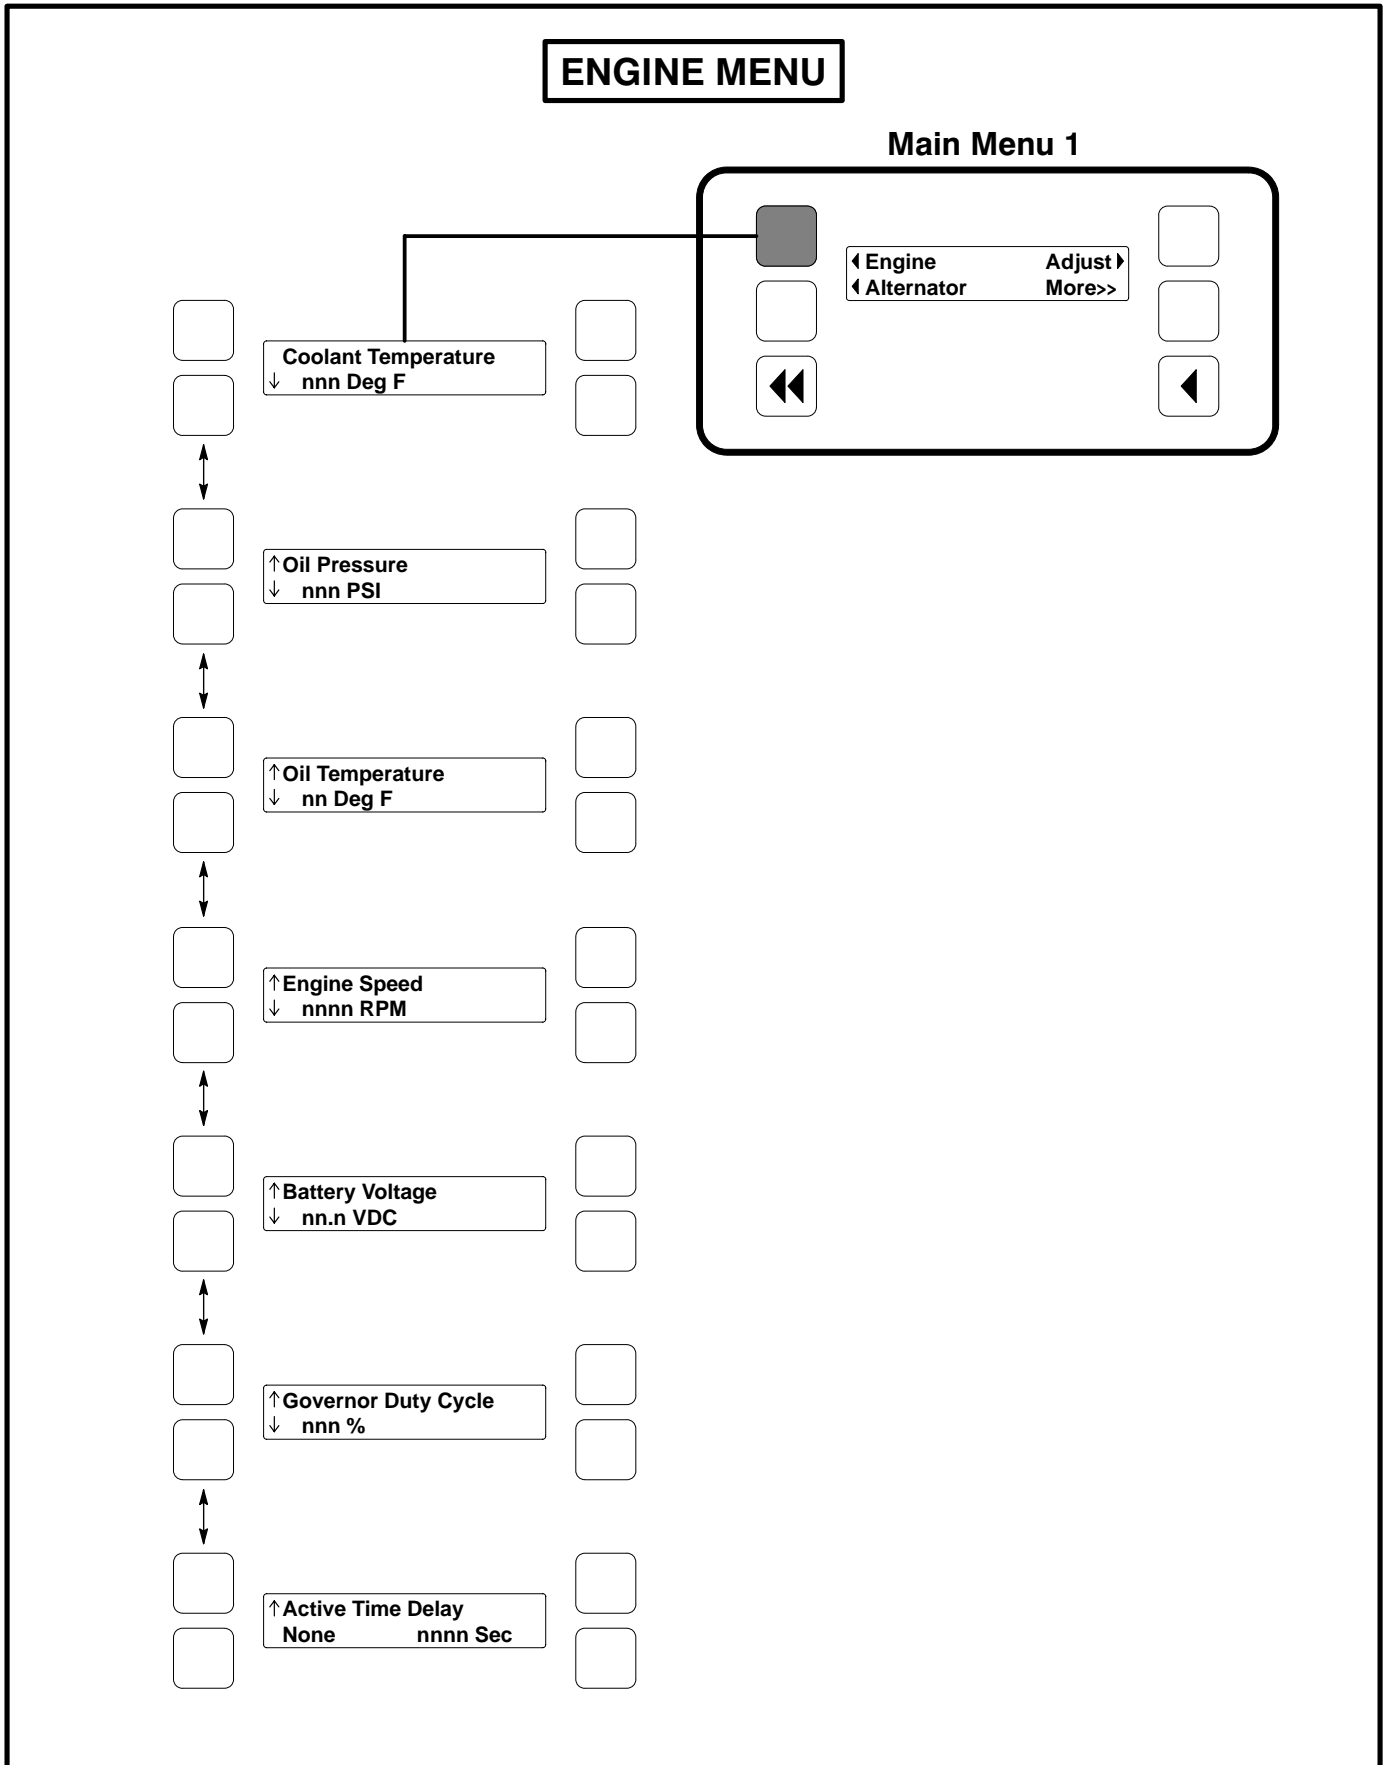 ENGINE MENU
Main Menu 1
Engine Adjust
Alternator More>>
Coolant Temperature
↓ nnn Deg F
↑Oil Pressure
↓ nnn PSI
↑Oil Temperature
↓ nn Deg F
↑Engine Speed
↓ nnnn RPM
↑Battery Voltage
↓ nn.n VDC
↑Governor Duty Cycle
↓ nnn %
↑Active Time Delay
None nnnn Sec